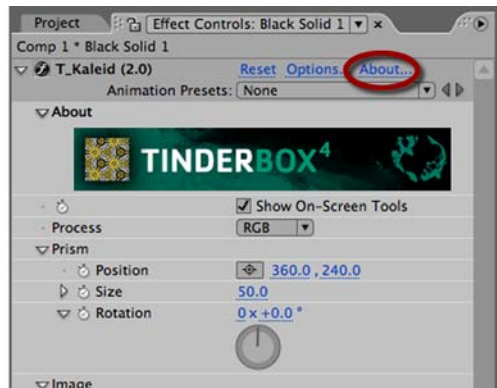 Project Effect Controls: Black Solid 1 ×
Comp 1 * Black Solid 1
T_Kaleid (2.0) Reset Options... About...
Animation Presets: None
About
TINDERBOX4
Show On-Screen Tools
Process RGB
Prism
Position 360.0 , 240.0
Size 50.0
Rotation 0 x +0.0 °
Image